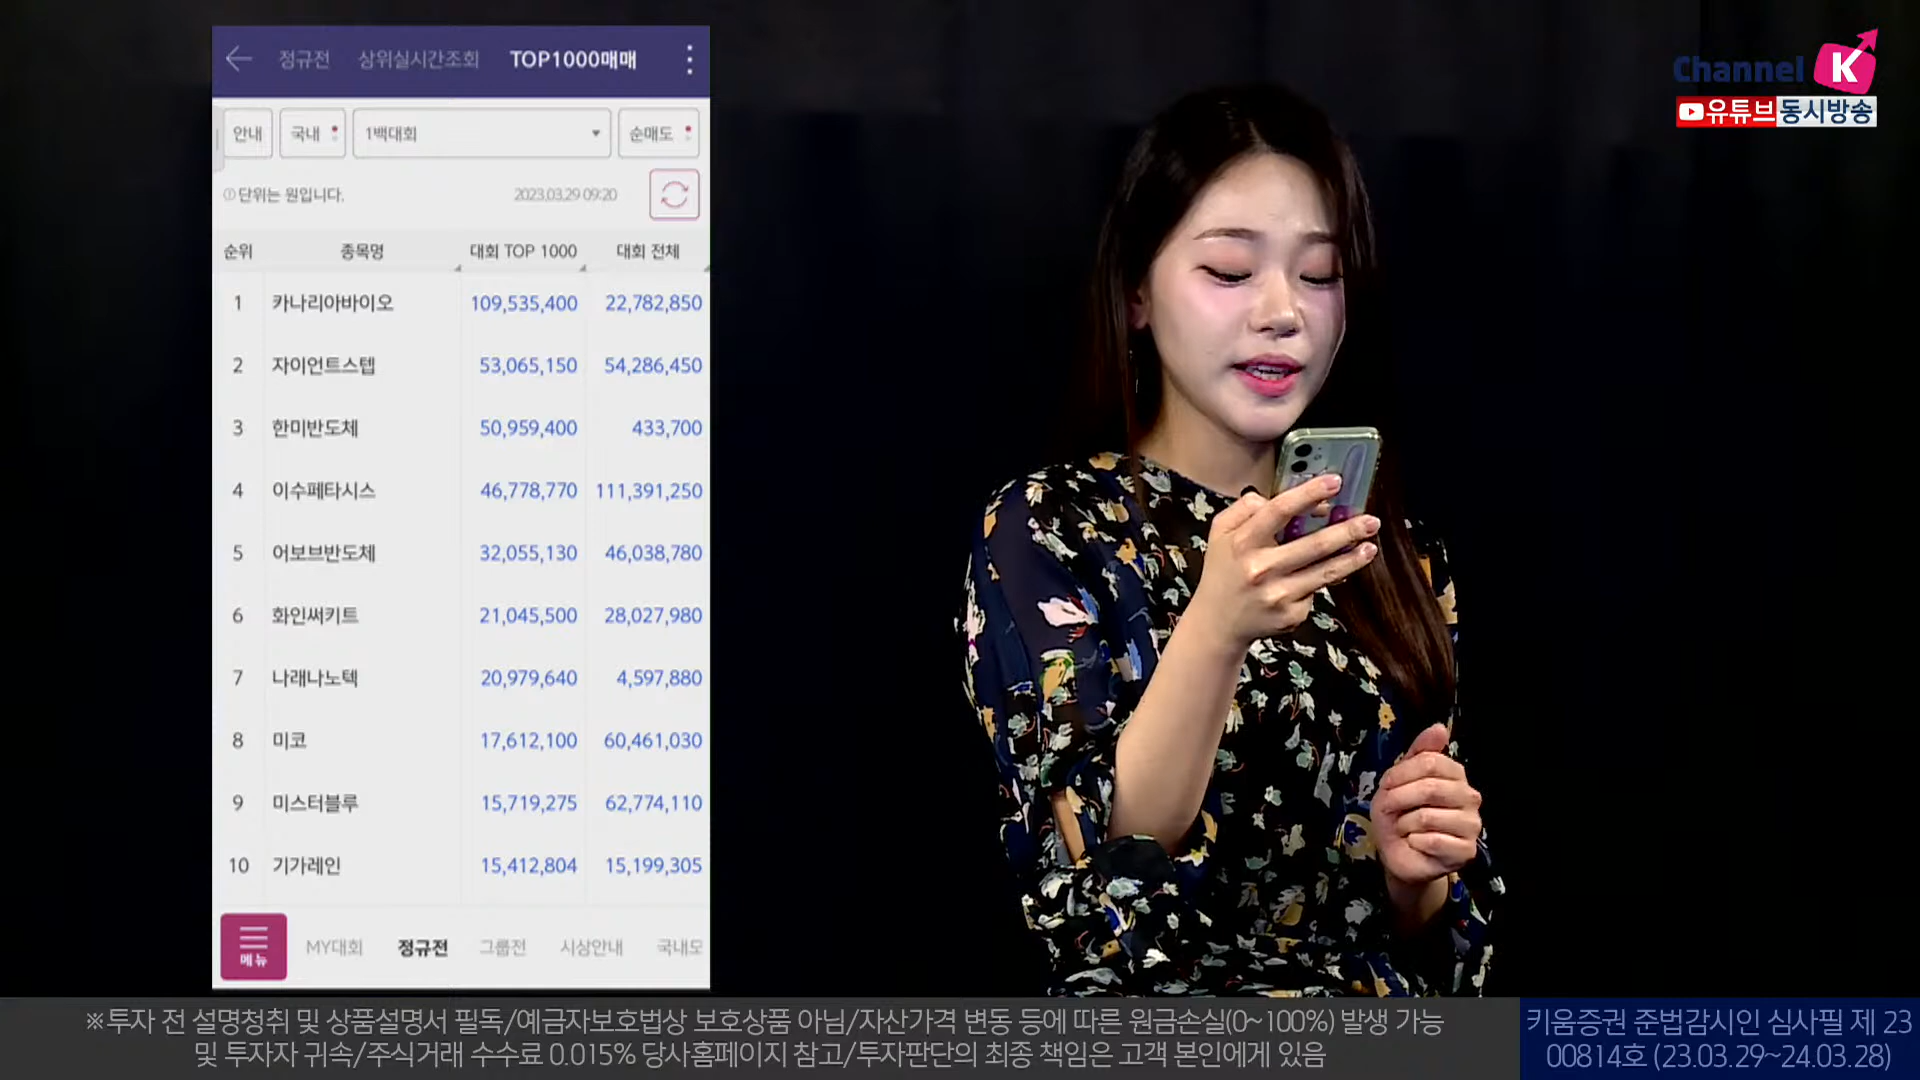 정규전 상위실시간조회 TOP1000매매
안내 국내 1백대회 순매도
단위는 원입니다. 2023.03.29 09:20
순위 종목명 대회 TOP 1000 대회 전체
1 카나리아바이오 109,535,400 22,782,850
2 자이언트스텝 53,065,150 54,286,450
3 한미반도체 50,959,400 433,700
4 이수페타시스 46,778,770 111,391,250
5 어보브반도체 32,055,130 46,038,780
6 화인써키트 21,045,500 28,027,980
7 나래나노텍 20,979,640 4,597,880
8 미코 17,612,100 60,461,030
9 미스터블루 15,719,275 62,774,110
10 기가레인 15,412,804 15,199,305
메뉴 MY대회 정규전 그룹전 시상안내 국내모
Channel K
유튜브동시방송
※투자 전 설명청취 및 상품설명서 필독/예금자보호법상 보호상품 아님/자산가격 변동 등에 따른 원금손실(0~100%) 발생 가능
및 투자자 귀속/주식거래 수수료 0.015% 당사홈페이지 참고/투자판단의 최종 책임은 고객 본인에게 있음
키움증권 준법감시인 심사필 제 23
00814호 (23.03.29~24.03.28)